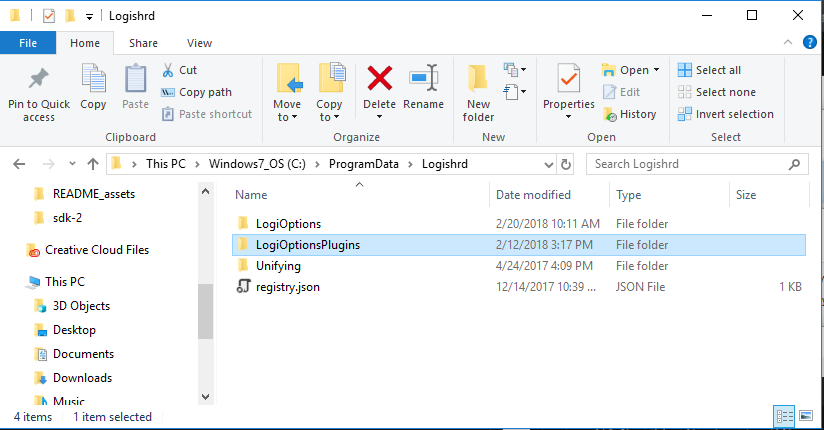 Logishrd
File Home Share View
Pin to Quick access
Copy
Paste
Cut
Copy path
Paste shortcut
Clipboard
Move to
Copy to
Delete
Rename
Organize
New folder
New
Properties
Open
Edit
History
Open
Select all
Select none
Invert selection
Select
This PC > Windows7_OS (C:) > ProgramData > Logishrd
Search Logishrd
README_assets
sdk-2
Creative Cloud Files
This PC
3D Objects
Desktop
Documents
Downloads
Music
Name Date modified Type Size
LogiOptions 2/20/2018 10:11 AM File folder
LogiOptionsPlugins 2/12/2018 3:17 PM File folder
Unifying 4/24/2017 4:09 PM File folder
registry.json 12/14/2017 10:39 ... JSON File 1 KB
4 items 1 item selected